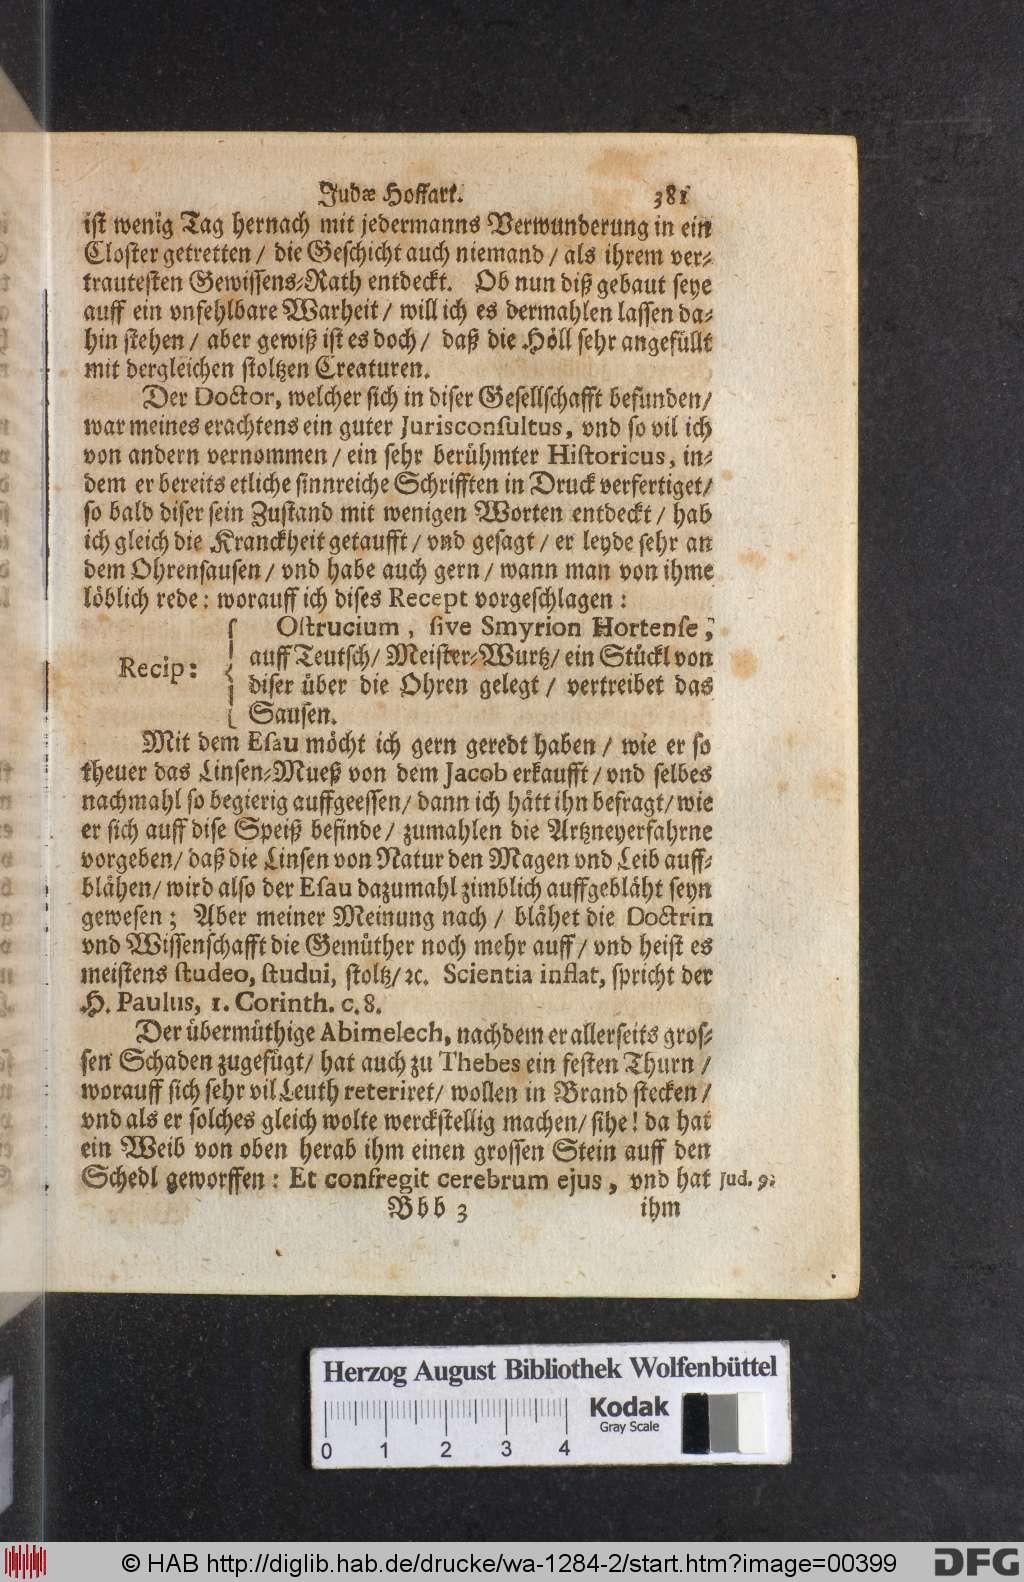 Judæ Hoffart. 381
ist wenig Tag hernach mit jedermanns Verwunderung in ein
Closter getretten / die Geschicht auch niemand / als ihrem ver-
trautesten Gewissens-Rath entdeckt. Ob nun diß gebaut seye
auff ein vnfehlbare Warheit / will ich es dermahlen lassen da-
hin stehen / aber gewiß ist es doch / daß die Höll sehr angefüllt
mit dergleichen stoltzen Creaturen.
Der Doctor, welcher sich in diser Gesellschafft befunden /
war meines erachtens ein guter Jurisconsultus, vnd so vil ich
von andern vernommen / ein sehr berühmter Historicus, in-
dem er bereits etliche sinnreiche Schrifften in Druck verfertiget /
so bald diser sein Zustand mit wenigen Worten entdeckt / hab
ich gleich die Kranckheit getaufft / vnd gesagt / er leyde sehr an
dem Ohrensausen / vnd habe auch gern / wann man von ihme
löblich rede : worauff ich dises Recept vorgeschlagen :
Ostrucium, sive Smyrion Hortense,
Recip: auff Teutsch / Meister-Wurtz / ein Stückl von
diser über die Ohren gelegt / vertreibet das
Sausen.
Mit dem Esau möcht ich gern geredt haben / wie er so
theuer das Linsen-Mueß von dem Jacob erkaufft / vnd selbes
nachmahl so begierig auffgeessen / dann ich hätt ihn befragt / wie
er sich auff dise Speiß befinde / zumahlen die Artzneyerfahrne
vorgeben / daß die Linsen von Natur den Magen vnd Leib auff-
blähen / wird also der Esau dazumahl zimblich auffgebläht seyn
gewesen ; Aber meiner Meinung nach / blähet die Doctrin
vnd Wissenschafft die Gemüther noch mehr auff / vnd heist es
meistens studeo, studui, stoltz / ꝛc. Scientia inflat, spricht der
H. Paulus, 1. Corinth. c. 8.
Der übermüthige Abimelech, nachdem er allerseits gros-
sen Schaden zugefügt / hat auch zu Thebes ein festen Thurn /
worauff sich sehr vil Leuth reteriret / wollen in Brand stecken /
vnd als er solches gleich wolte werckstellig machen / sihe ! da hat
ein Weib von oben herab ihm einen grossen Stein auff den
Schedl geworffen : Et confregit cerebrum ejus, vnd hat Jud. 9.
Bbb 3 ihm
Herzog August Bibliothek Wolfenbüttel
Kodak
Gray Scale
0 1 2 3 4
© HAB http://diglib.hab.de/drucke/wa-1284-2/start.htm?image=00399 DFG